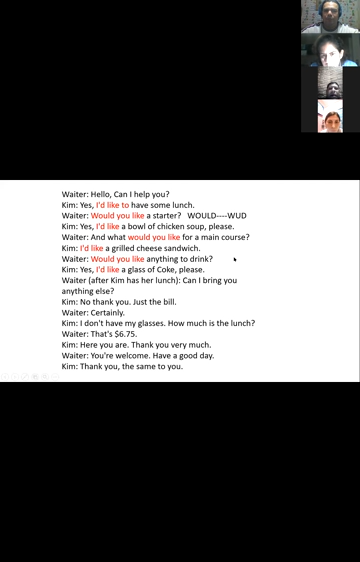 Waiter: Hello, Can I help you?
Kim: Yes, I'd like to have some lunch.
Waiter: Would you like a starter?   WOULD----WUD
Kim: Yes, I'd like a bowl of chicken soup, please.
Waiter: And what would you like for a main course?
Kim: I'd like a grilled cheese sandwich.
Waiter: Would you like anything to drink?
Kim: Yes, I'd like a glass of Coke, please.
Waiter (after Kim has her lunch): Can I bring you
anything else?
Kim: No thank you. Just the bill.
Waiter: Certainly.
Kim: I don't have my glasses. How much is the lunch?
Waiter: That's $6.75.
Kim: Here you are. Thank you very much.
Waiter: You're welcome. Have a good day.
Kim: Thank you, the same to you.